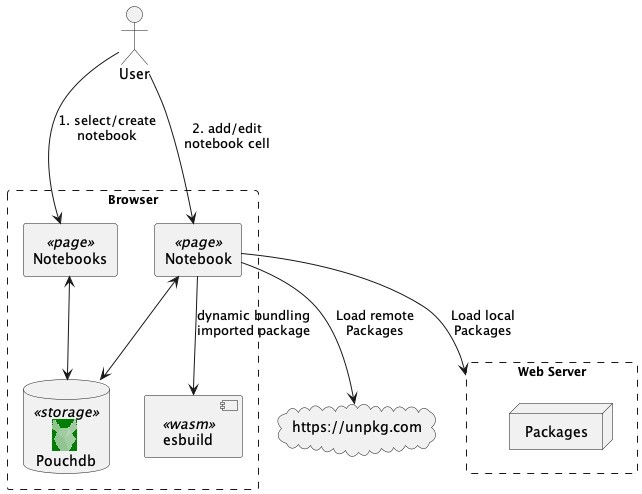 User
1. select/create
notebook
2. add/edit
notebook cell
Browser
«page»
Notebooks
«page»
Notebook
dynamic bundling
imported package
Load remote
Packages
Load local
Packages
«storage»
Pouchdb
«wasm»
esbuild
https://unpkg.com
Web Server
Packages